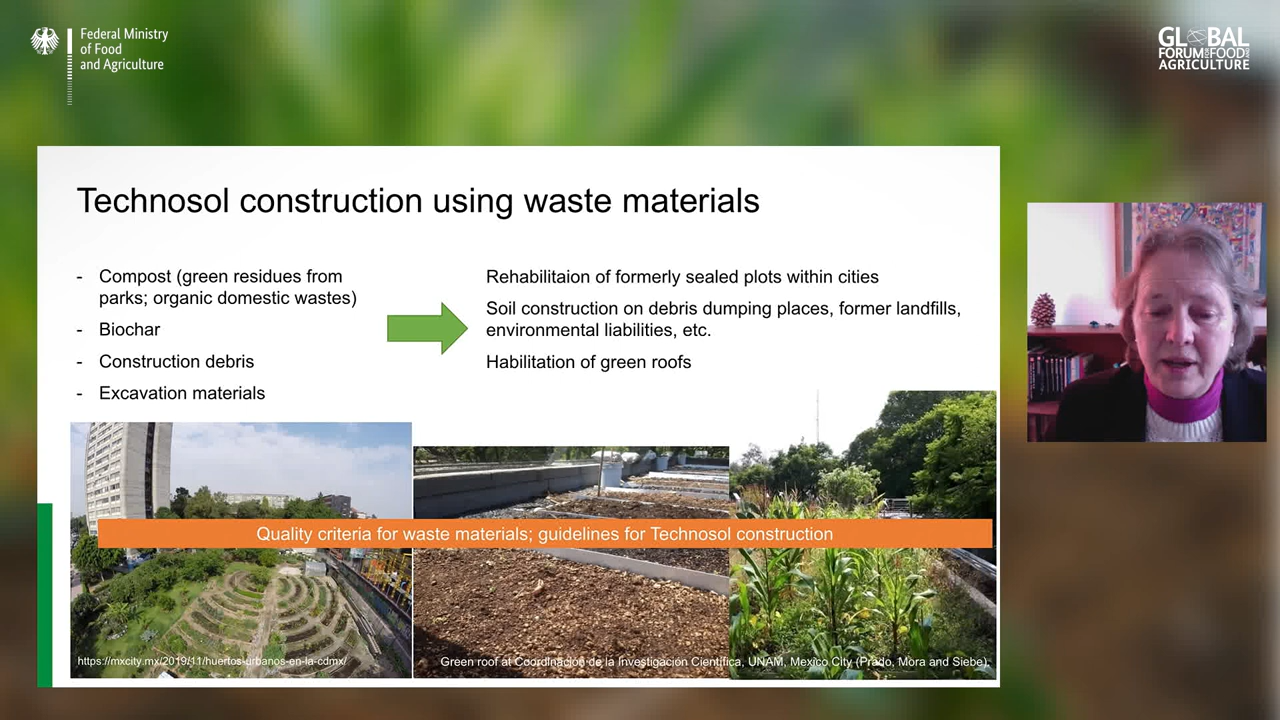 Federal Ministry
of Food
and Agriculture
GLOBAL
FORUM FOR FOOD AND
AGRICULTURE
Technosol construction using waste materials
- Compost (green residues from
parks; organic domestic wastes)
- Biochar
- Construction debris
- Excavation materials
Rehabilitaion of formerly sealed plots within cities
Soil construction on debris dumping places, former landfills,
environmental liabilities, etc.
Habilitation of green roofs
Quality criteria for waste materials; guidelines for Technosol construction
https://mxcity.mx/2019/11/huertos-urbanos-en-la-cdmx/
Green roof at Coordinación de la Investigación Científica, UNAM, Mexico City (Prado, Mora and Siebe).